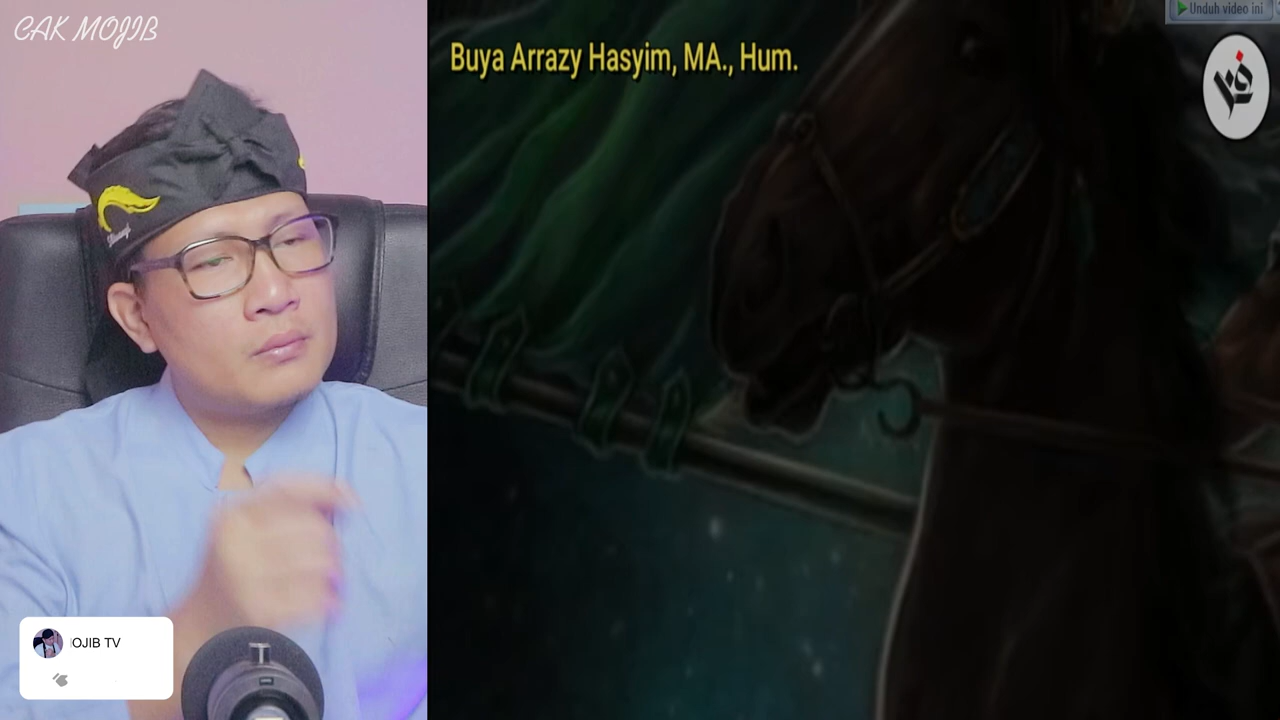 CAK MOJIB
Buya Arrazy Hasyim, MA., Hum.
Unduh video ini
OJIB TV